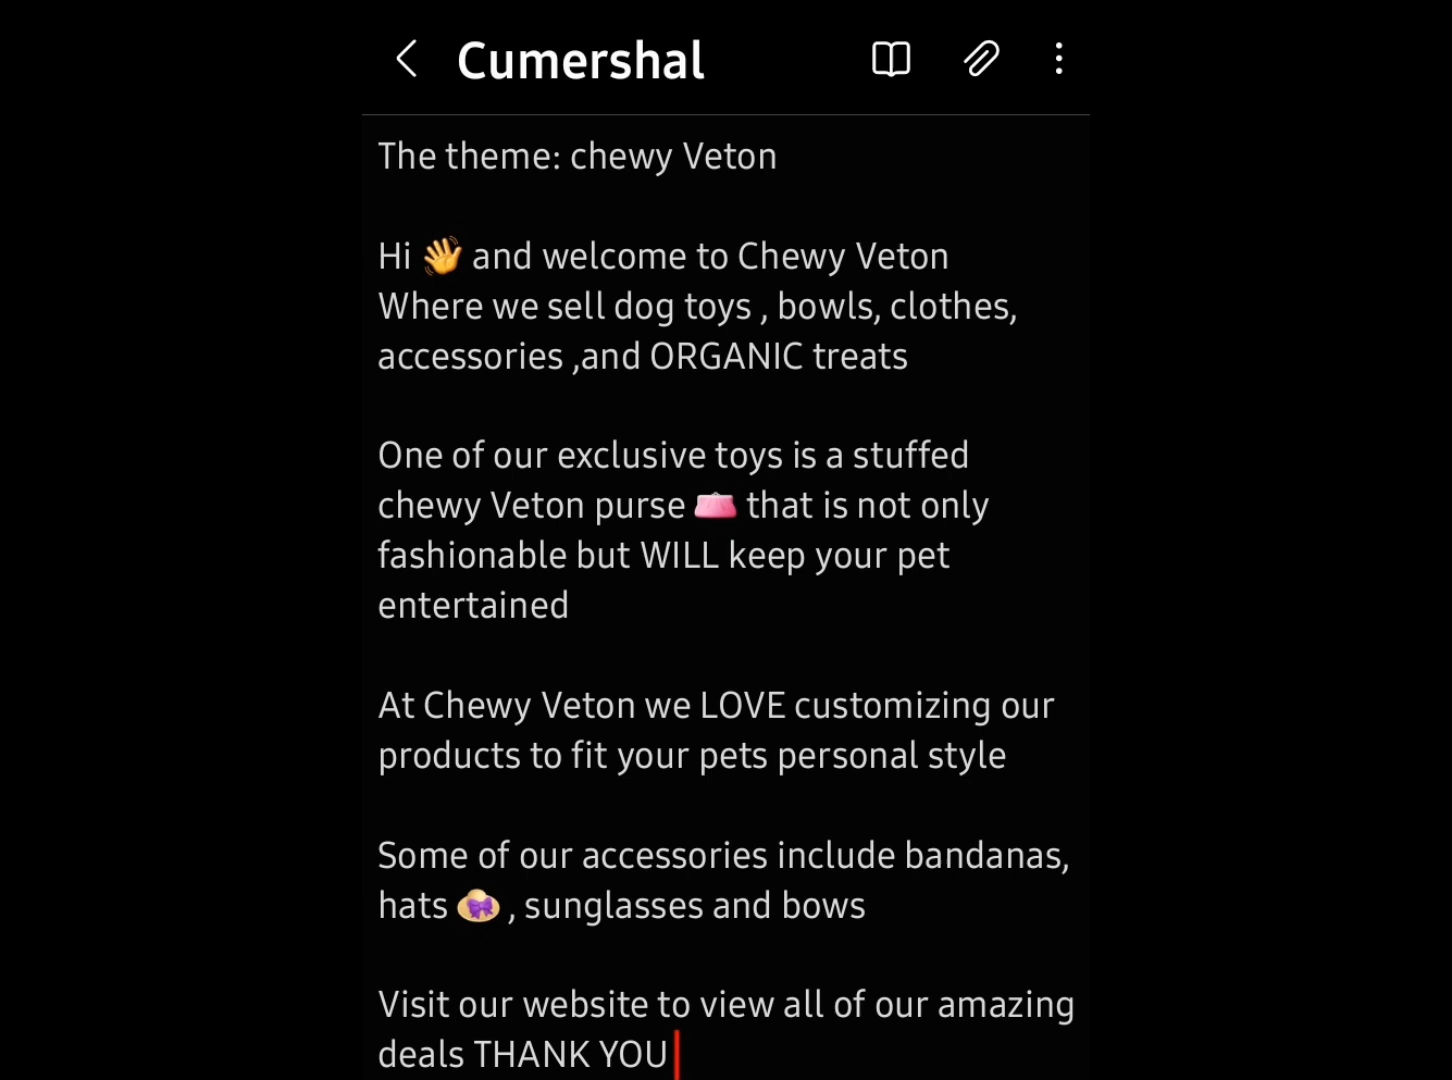 Cumershal
The theme: chewy Veton
Hi 👋 and welcome to Chewy Veton
Where we sell dog toys , bowls, clothes,
accessories ,and ORGANIC treats
One of our exclusive toys is a stuffed
chewy Veton purse 👛 that is not only
fashionable but WILL keep your pet
entertained
At Chewy Veton we LOVE customizing our
products to fit your pets personal style
Some of our accessories include bandanas,
hats 👒 , sunglasses and bows
Visit our website to view all of our amazing
deals THANK YOU